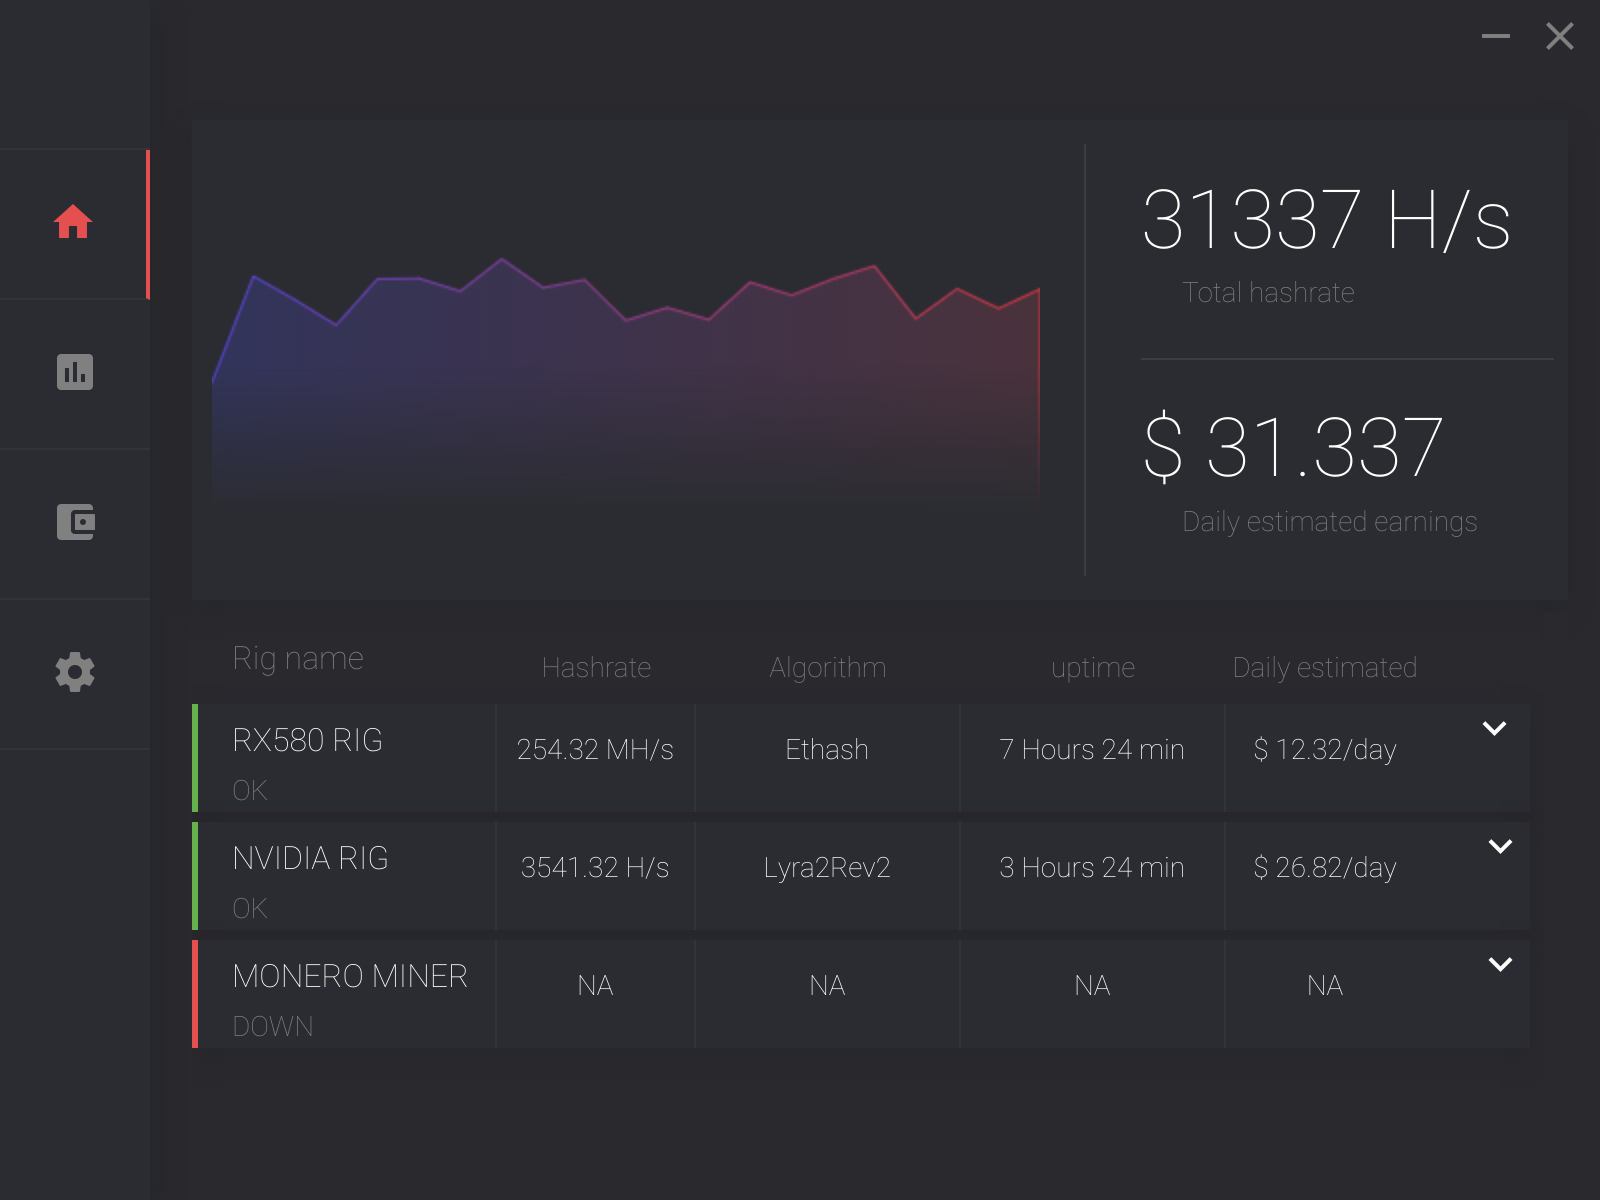 31337 H/s
Total hashrate
$ 31.337
Daily estimated earnings
Rig name Hashrate Algorithm uptime Daily estimated
RX580 RIG 254.32 MH/s Ethash 7 Hours 24 min $ 12.32/day
OK
NVIDIA RIG 3541.32 H/s Lyra2Rev2 3 Hours 24 min $ 26.82/day
OK
MONERO MINER NA NA NA NA
DOWN